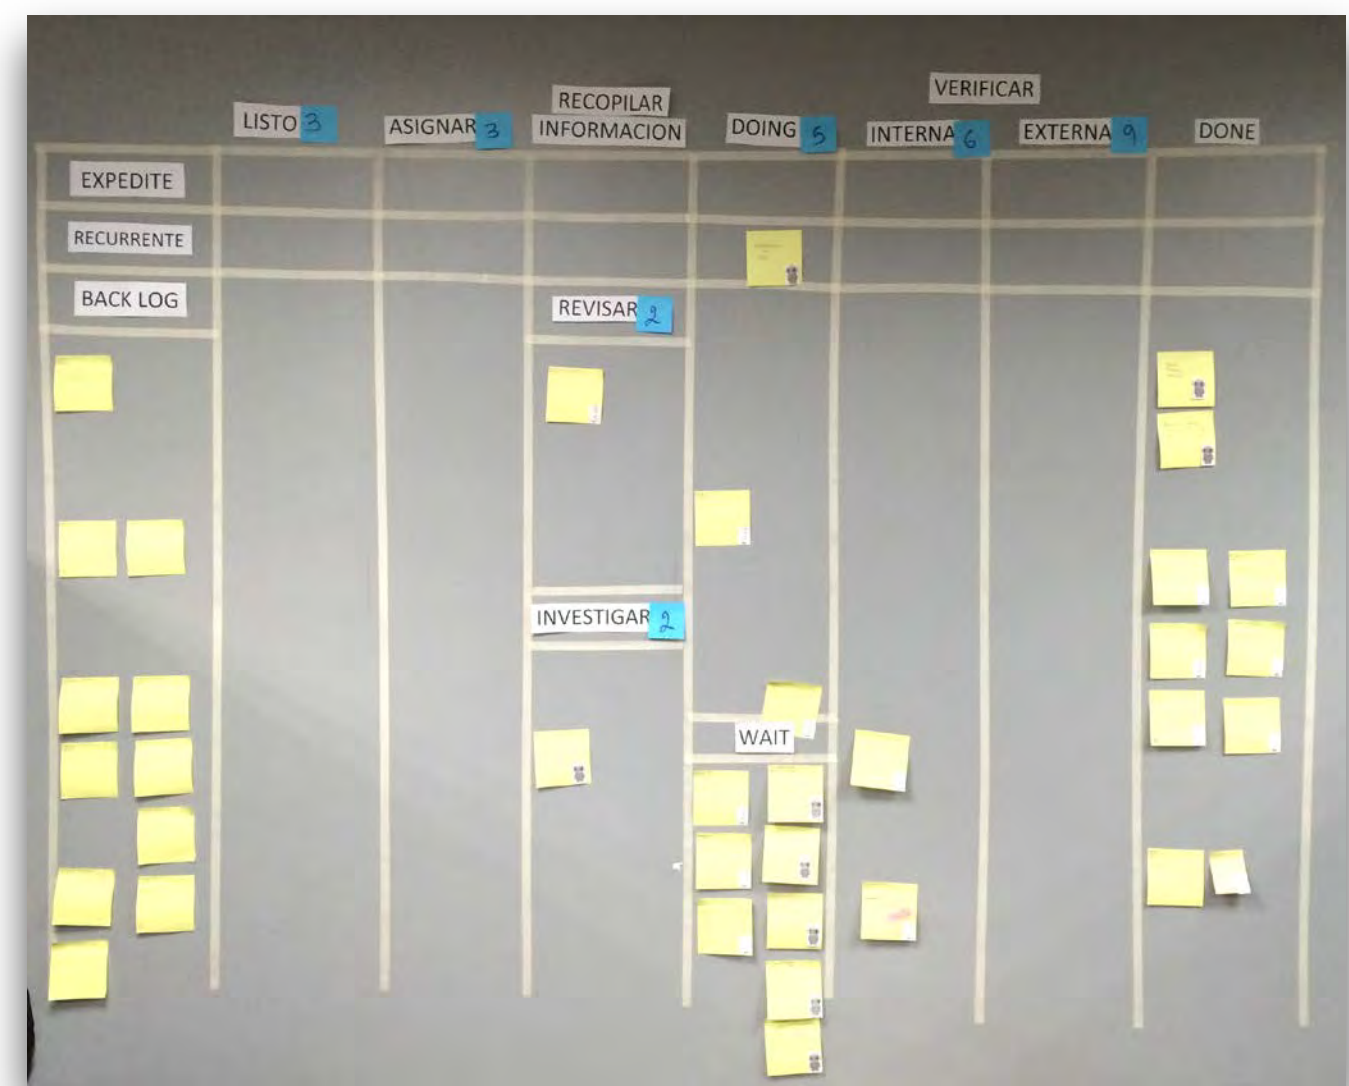 VERIFICAR
RECOPILAR
LISTO 3
ASIGNAR 3
INFORMACION
DOING 5
INTERNA 6
EXTERNA 9
DONE
EXPEDITE
RECURRENTE
BACK LOG
REVISAR 2
INVESTIGAR 2
WAIT